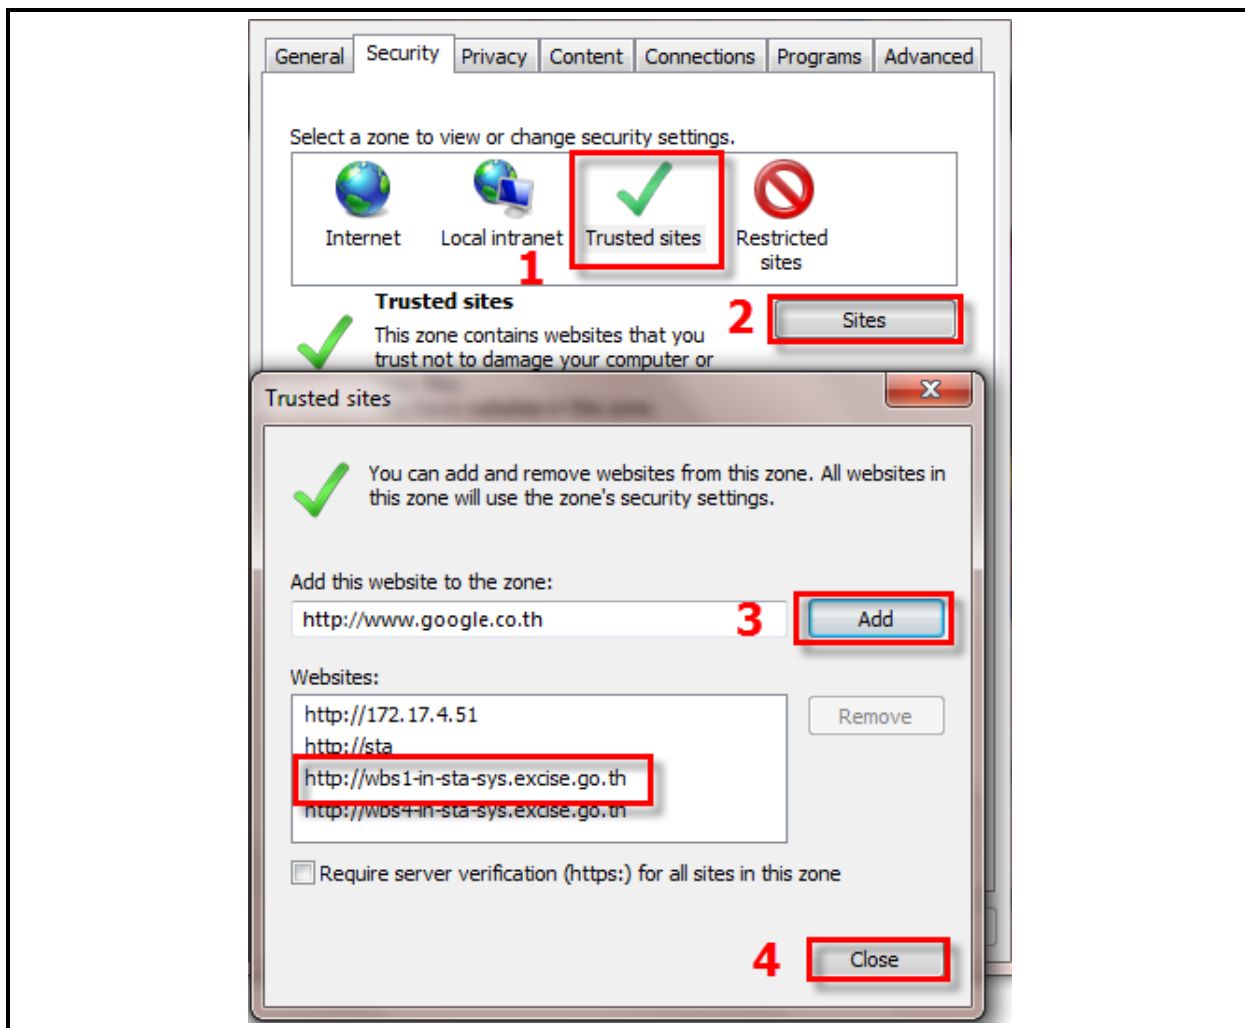 General Security Privacy Content Connections Programs Advanced
Select a zone to view or change security settings.
Internet Local intranet Trusted sites Restricted sites
1
Trusted sites
2 Sites
This zone contains websites that you
trust not to damage your computer or
Trusted sites
You can add and remove websites from this zone. All websites in
this zone will use the zone's security settings.
Add this website to the zone:
http://www.google.co.th 3 Add
Websites:
http://172.17.4.51 Remove
http://sta
http://wbs1-in-sta-sys.excise.go.th
http://wbs4-in-sta-sys.excise.go.th
Require server verification (https:) for all sites in this zone
4 Close